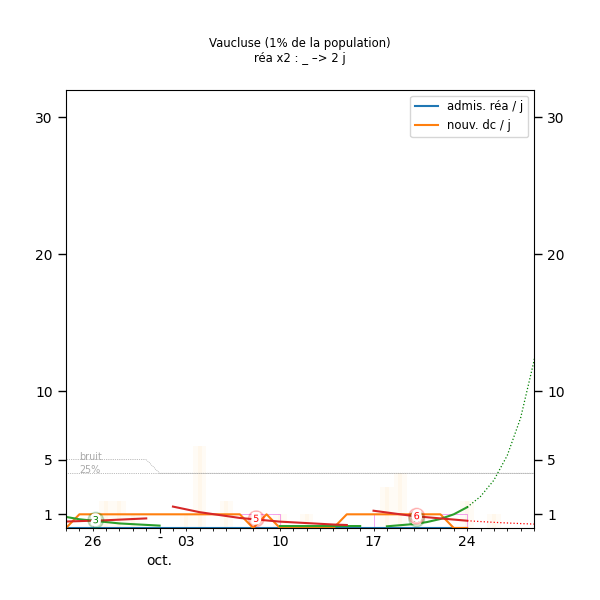 Vaucluse (1% de la population)
réa x2 : _ –> 2 j
admis. réa / j
nouv. dc / j
30 30
20 20
10 10
bruit
5 5
25%
3 5 6
1 1
26 - 03 10 17 24
oct.